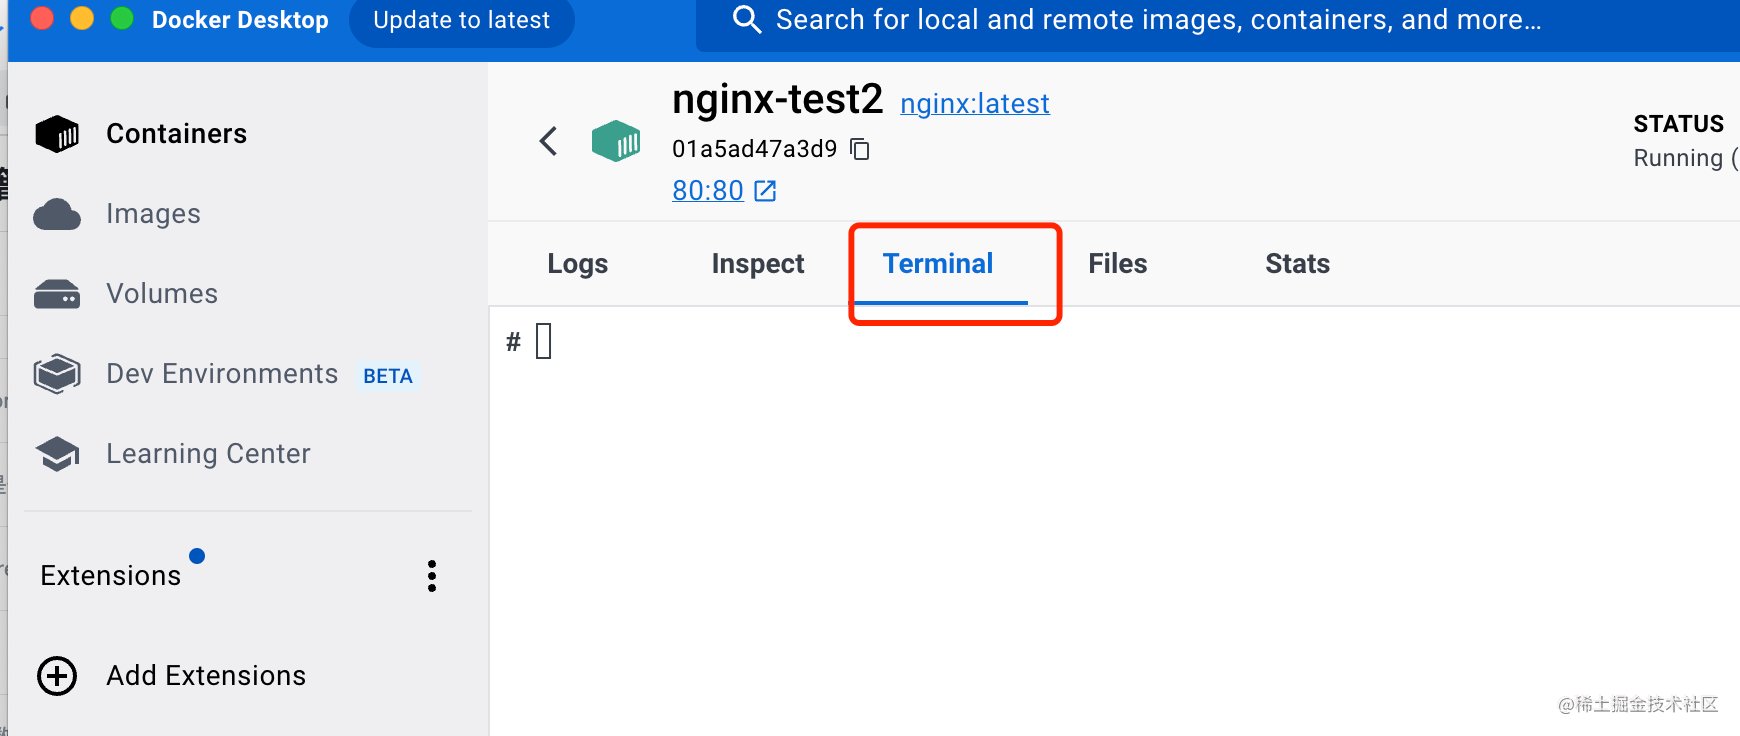 Docker Desktop
Update to latest
Search for local and remote images, containers, and more...
Containers
Images
Volumes
Dev Environments BETA
Learning Center
Extensions
Add Extensions
nginx-test2 nginx:latest
01a5ad47a3d9
80:80
STATUS
Running (
Logs Inspect Terminal Files Stats
#
@稀土掘金技术社区